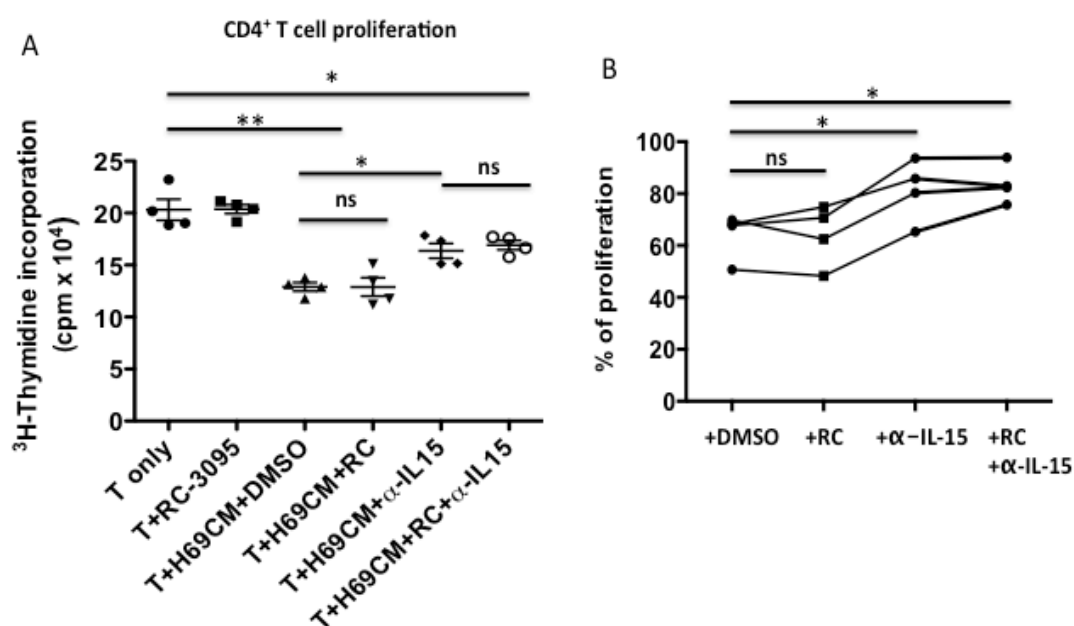 CD4⁺ T cell proliferation
A
*
**
*
ns
ns
³H-Thymidine incorporation
(cpm x 10⁴)
25
20
15
10
5
0
T only
T+RC-3095
T+H69CM+DMSO
T+H69CM+RC
T+H69CM+α-IL15
T+H69CM+RC+α-IL15
B
*
*
ns
% of proliferation
100
80
60
40
20
0
+DMSO
+RC
+α−IL-15
+RC
+α-IL-15